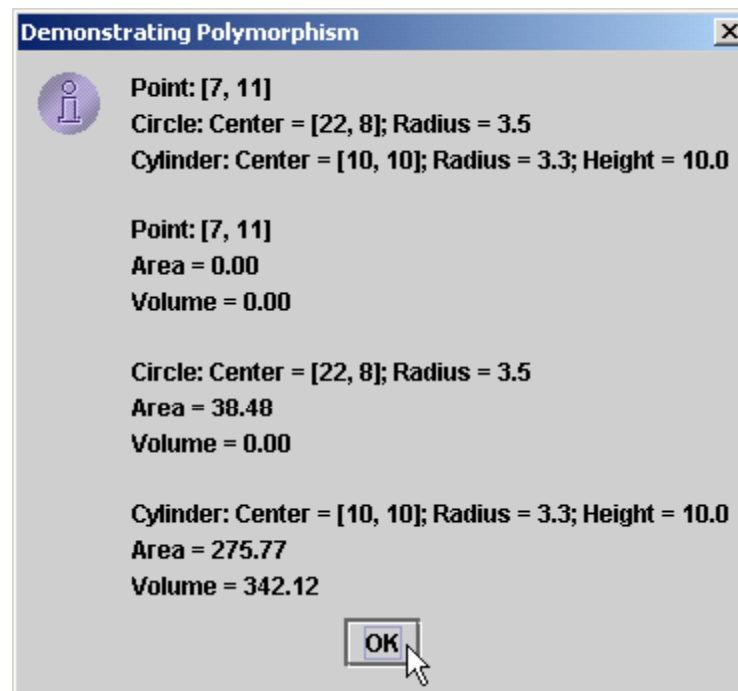 Demonstrating Polymorphism
Point: [7, 11]
Circle: Center = [22, 8]; Radius = 3.5
Cylinder: Center = [10, 10]; Radius = 3.3; Height = 10.0
Point: [7, 11]
Area = 0.00
Volume = 0.00
Circle: Center = [22, 8]; Radius = 3.5
Area = 38.48
Volume = 0.00
Cylinder: Center = [10, 10]; Radius = 3.3; Height = 10.0
Area = 275.77
Volume = 342.12
OK